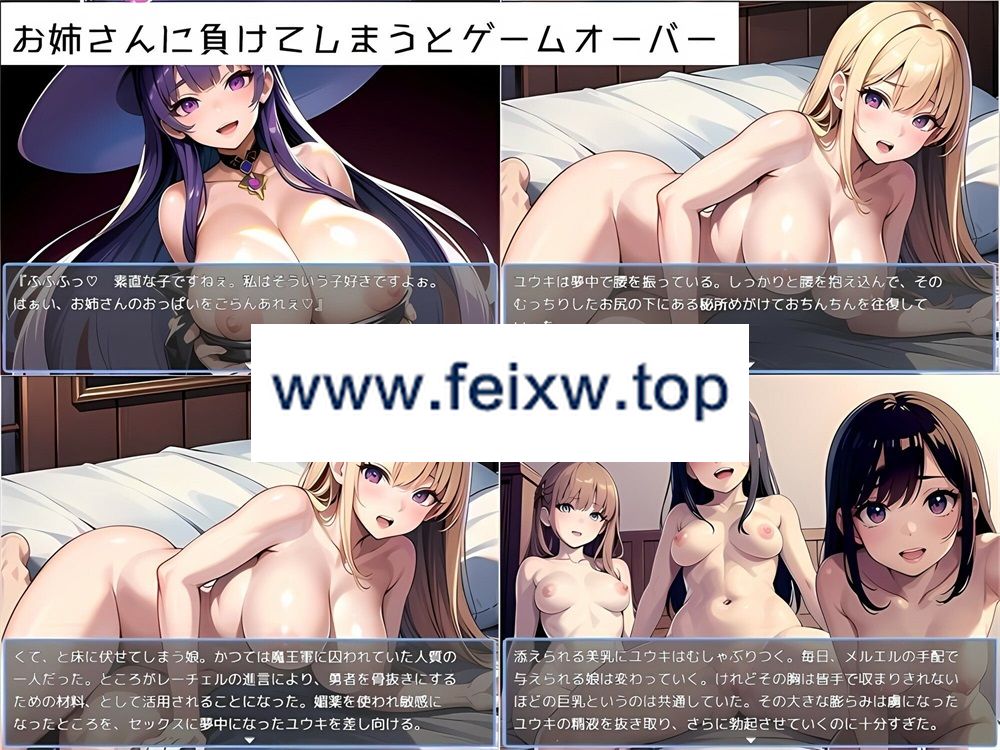 お姉さんに負けてしまうとゲームオーバー
『ふふふっ♡　素直な子ですねぇ。私はそういう子好きですよぉ。
はぁい、お姉さんのおっぱいをごらんあれぇ♡』
ユウキは夢中で腰を振っている。しっかりと腰を抱え込んで、その
むっちりしたお尻の下にある秘所めがけておちんちんを往復して
www.feixw.top
くて、と床に伏せてしまう娘。かつては魔王軍に囚われていた人質の
一人だった。ところがレーチェルの進言により、勇者を骨抜きにする
ための材料、として活用されることになった。媚薬を使われ敏感に
なったところを、セックスに夢中になったユウキを差し向ける。
添えられる美乳にユウキはむしゃぶりつく。毎日、メルエルの手配で
与えられる娘は変わっていく。けれどその胸は皆手で収まりきれない
ほどの巨乳というのは共通していた。その大きな膨らみは虜になった
ユウキの精液を抜き取り、さらに勃起させていくのに十分すぎた。